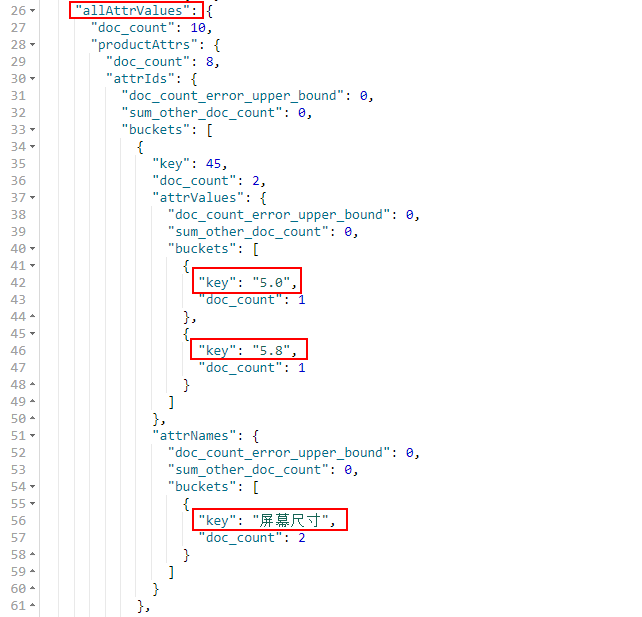 26 "allAttrValues": {
27 "doc_count": 10,
28 "productAttrs": {
29 "doc_count": 8,
30 "attrIds": {
31 "doc_count_error_upper_bound": 0,
32 "sum_other_doc_count": 0,
33 "buckets": [
34 {
35 "key": 45,
36 "doc_count": 2,
37 "attrValues": {
38 "doc_count_error_upper_bound": 0,
39 "sum_other_doc_count": 0,
40 "buckets": [
41 {
42 "key": "5.0",
43 "doc_count": 1
44 },
45 {
46 "key": "5.8",
47 "doc_count": 1
48 }
49 ]
50 },
51 "attrNames": {
52 "doc_count_error_upper_bound": 0,
53 "sum_other_doc_count": 0,
54 "buckets": [
55 {
56 "key": "屏幕尺寸",
57 "doc_count": 2
58 }
59 ]
60 }
61 },